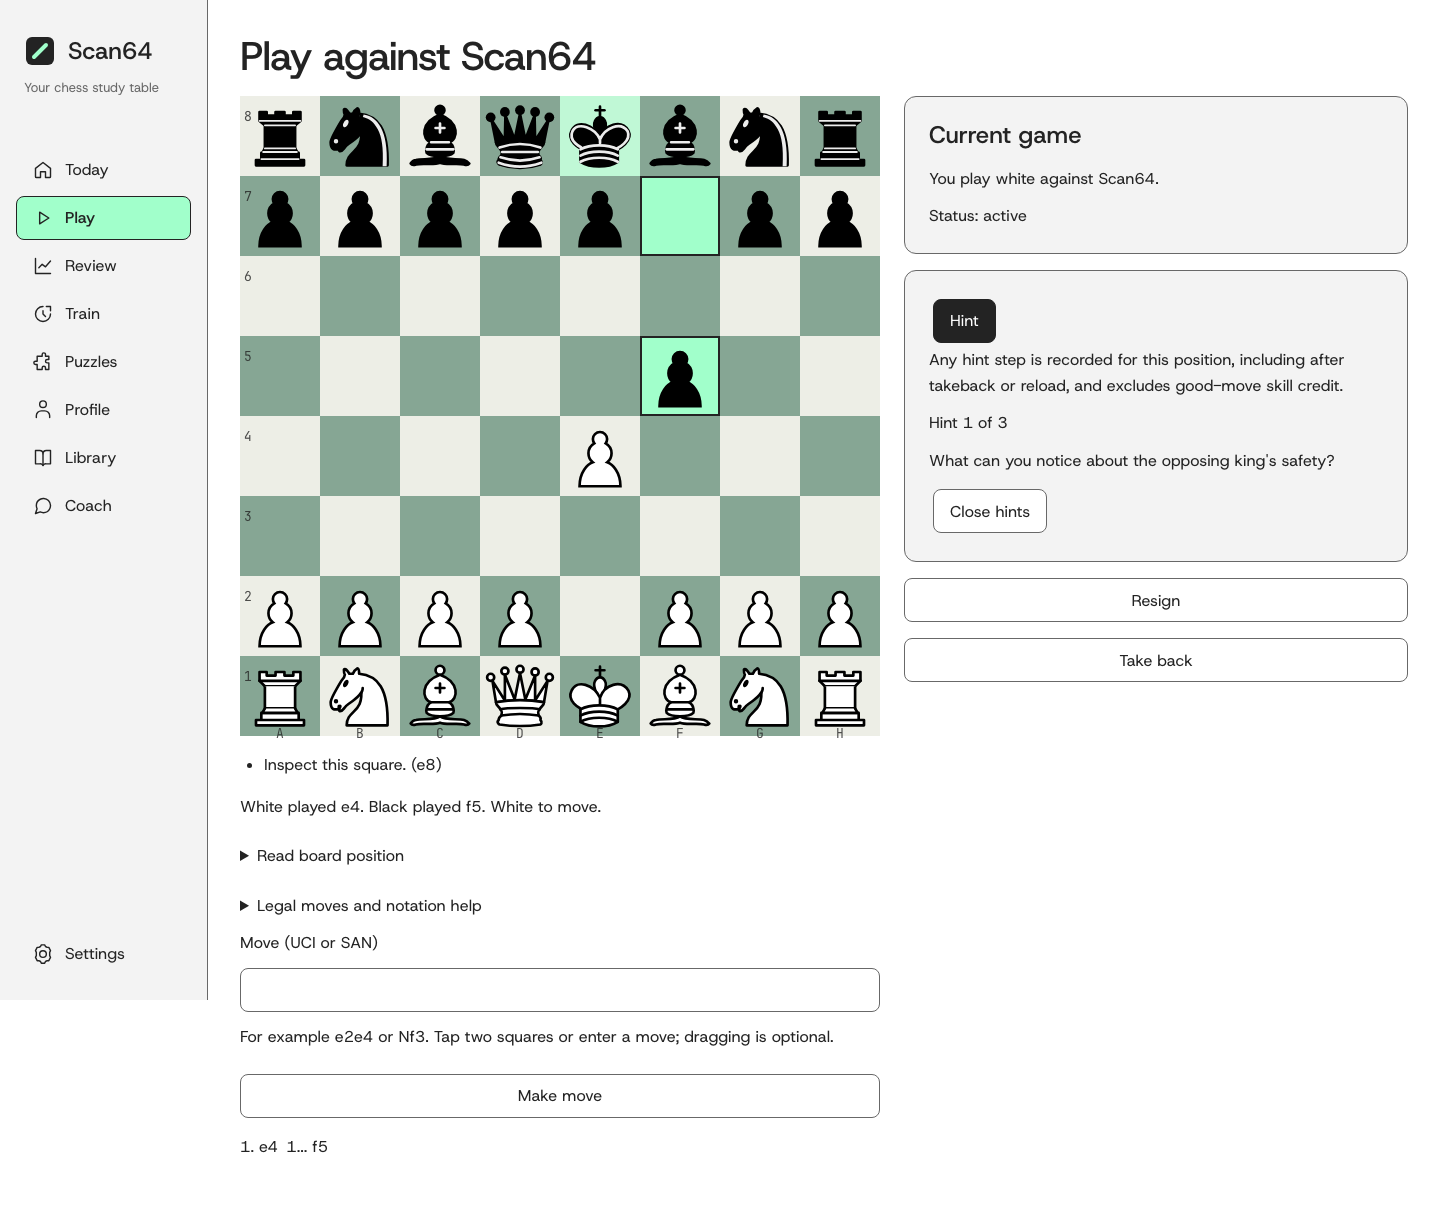 Scan64
Your chess study table
Today
Play
Review
Train
Puzzles
Profile
Library
Coach
Settings
Play against Scan64
8
7
6
5
4
3
2
1
A B C D E F G H
Inspect this square. (e8)
White played e4. Black played f5. White to move.
Read board position
Legal moves and notation help
Move (UCI or SAN)
For example e2e4 or Nf3. Tap two squares or enter a move; dragging is optional.
Make move
1. e4 1... f5
Current game
You play white against Scan64.
Status: active
Hint
Any hint step is recorded for this position, including after
takeback or reload, and excludes good-move skill credit.
Hint 1 of 3
What can you notice about the opposing king's safety?
Close hints
Resign
Take back